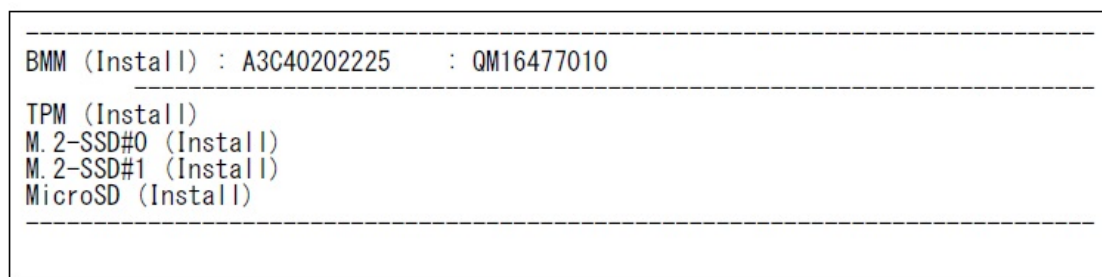 --------------------------------------------------------------------------------
BMM (Install) : A3C40202225    : QM16477010
        ------------------------------------------------------------------------
TPM (Install)
M.2-SSD#0 (Install)
M.2-SSD#1 (Install)
MicroSD (Install)
--------------------------------------------------------------------------------